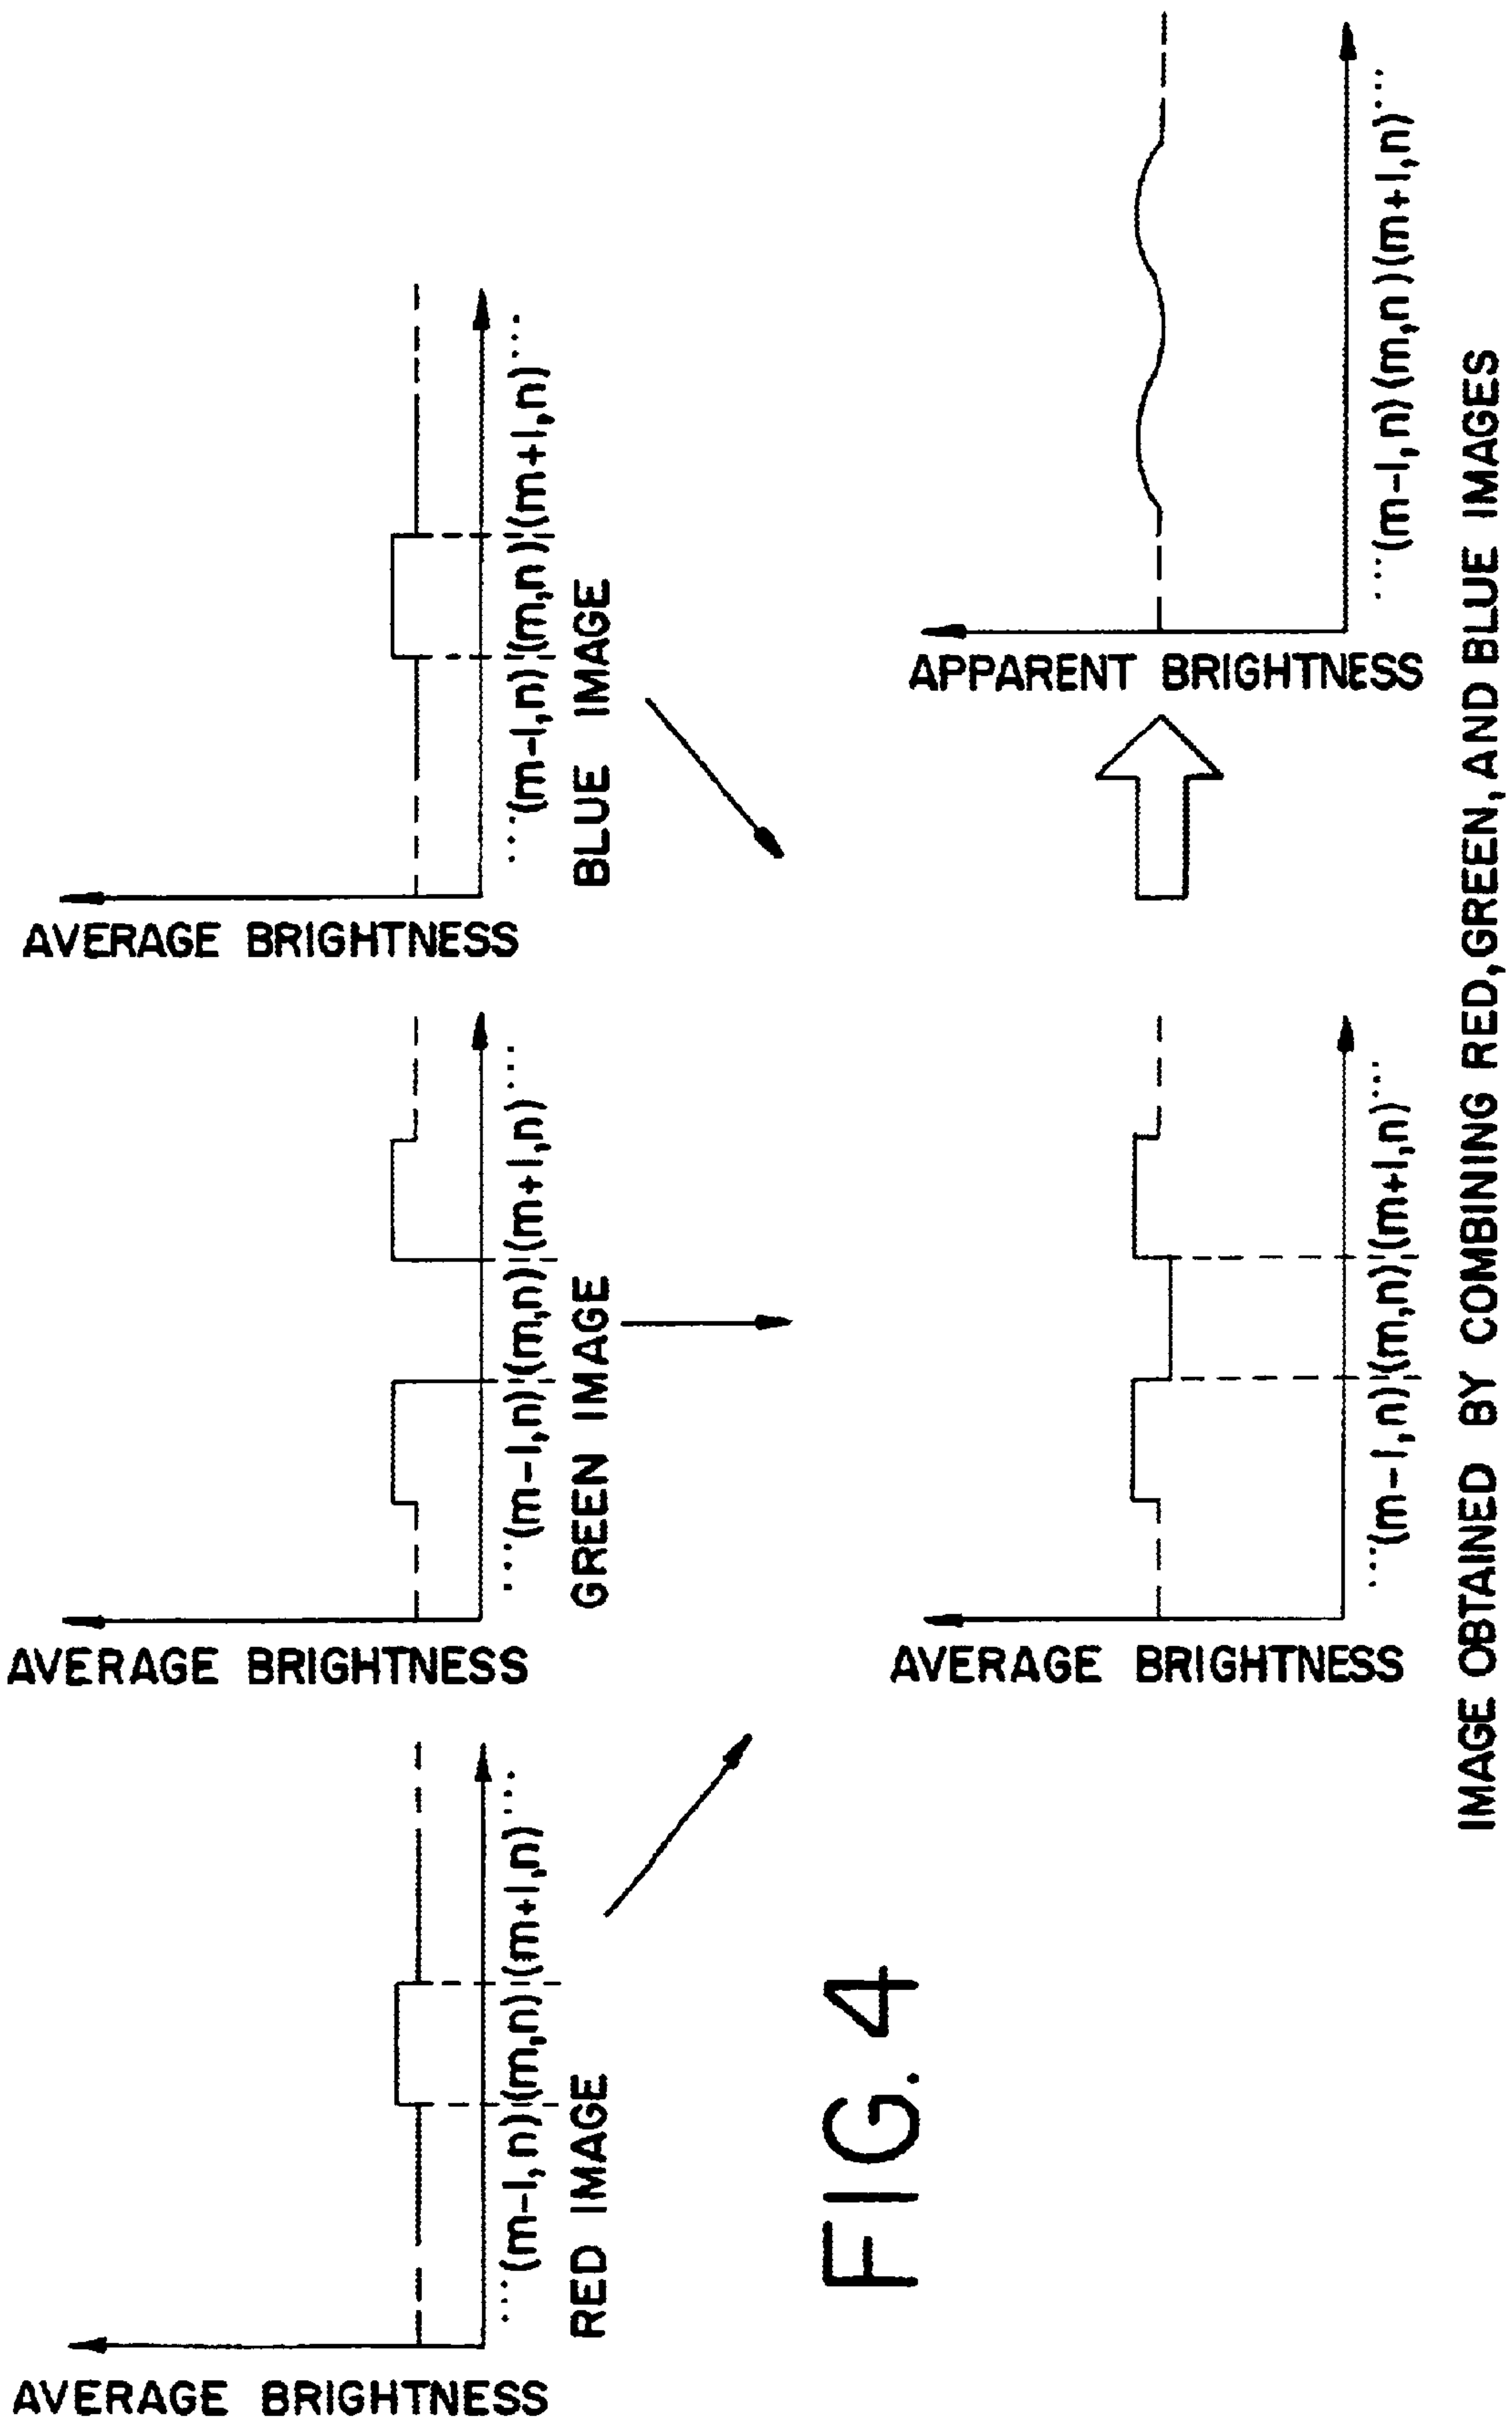 AVERAGE BRIGHTNESS
....(m-1,n)(m,n)(m+1,n)....
RED IMAGE
AVERAGE BRIGHTNESS
....(m-1,n)(m,n)(m+1,n)....
GREEN IMAGE
AVERAGE BRIGHTNESS
....(m-1,n)(m,n)(m+1,n)....
BLUE IMAGE
AVERAGE BRIGHTNESS
....(m-1,n)(m,n)(m+1,n)....
APPARENT BRIGHTNESS
....(m-1,n)(m,n)(m+1,n)....
IMAGE OBTAINED BY COMBINING RED, GREEN, AND BLUE IMAGES
FIG. 4